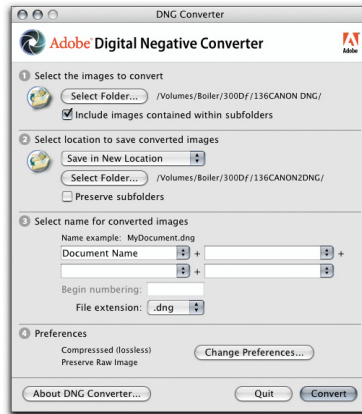 DNG Converter
Adobe® Digital Negative Converter
Adobe
1 Select the images to convert
Select Folder... /Volumes/Boiler/300Dƒ/136CANON DNG/
Include images contained within subfolders
2 Select location to save converted images
Save in New Location
Select Folder... /Volumes/Boiler/300Dƒ/136CANON2DNG/
Preserve subfolders
3 Select name for converted images
Name example: MyDocument.dng
Document Name + +
+
Begin numbering:
File extension: .dng
4 Preferences
Compresssed (lossless)
Preserve Raw Image
Change Preferences...
About DNG Converter... Quit Convert